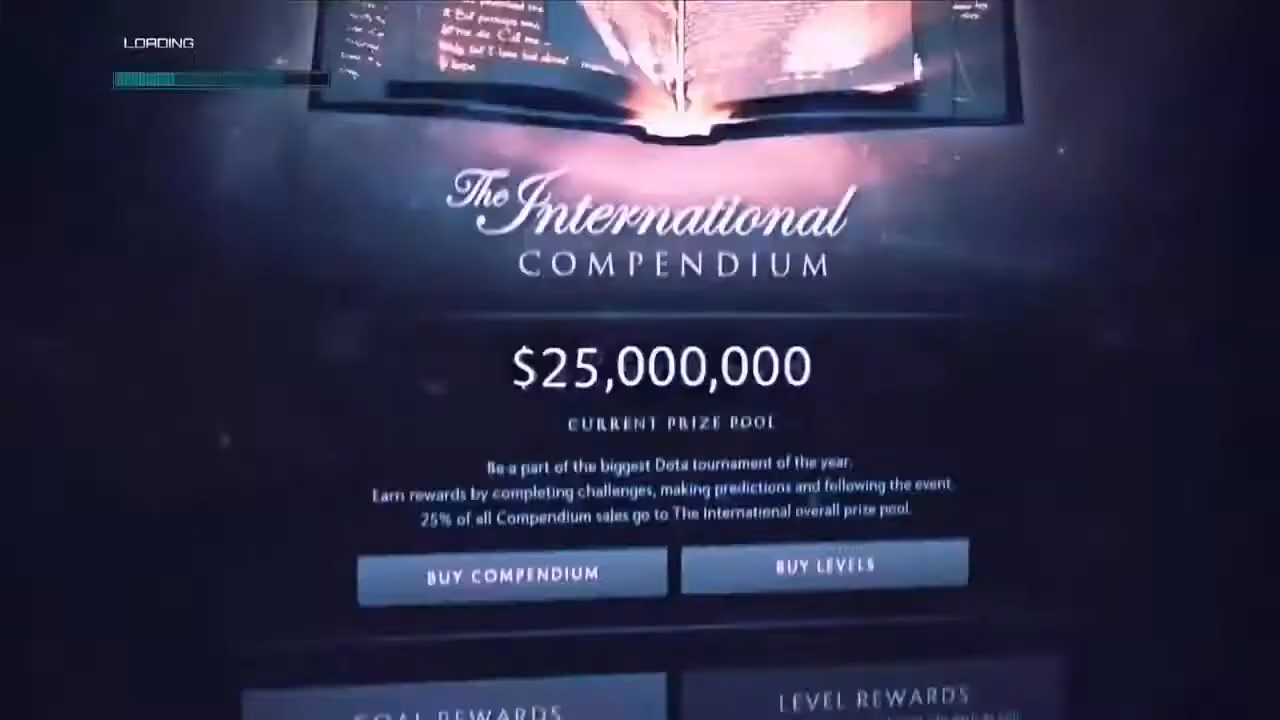 LOADING
The International
COMPENDIUM
$25,000,000
CURRENT PRIZE POOL
Be a part of the biggest Dota tournament of the year.
Earn rewards by completing challenges, making predictions and following the event.
25% of all Compendium sales go to The International overall prize pool.
BUY COMPENDIUM
BUY LEVELS
GOAL REWARDS
LEVEL REWARDS